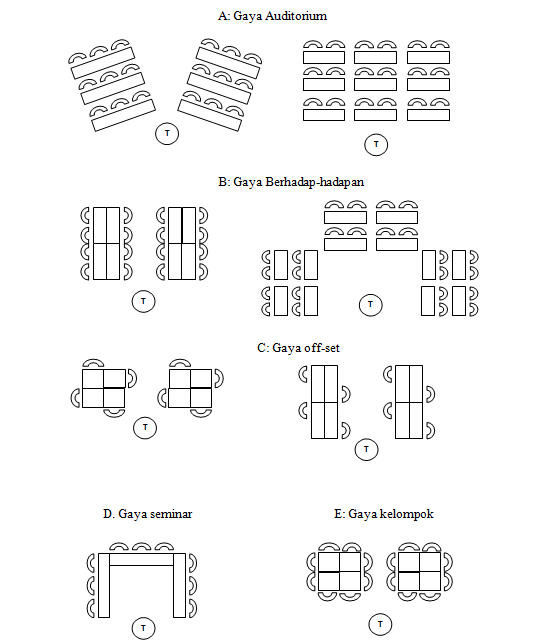 A: Gaya Auditorium
T
T
B: Gaya Berhadap-hadapan
T
T
C: Gaya off-set
T
T
D. Gaya seminar
E: Gaya kelompok
T
T